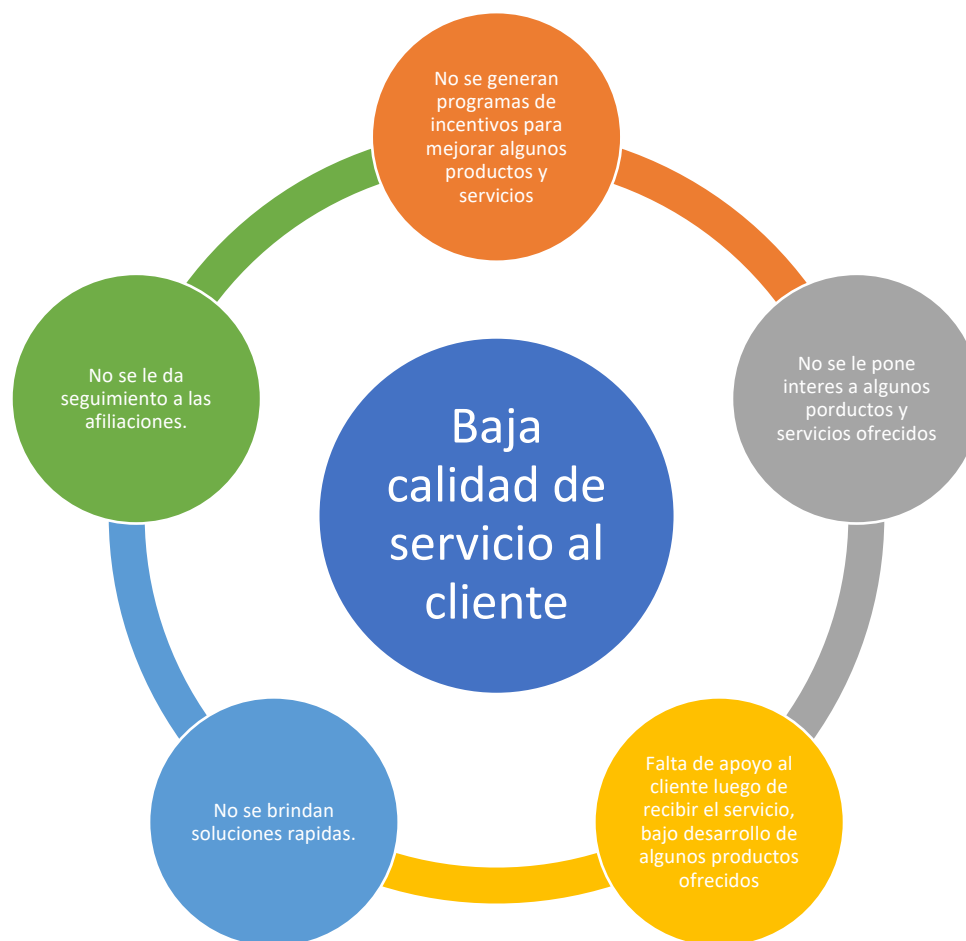 No se generan
programas de
incentivos para
mejorar algunos
productos y
servicios
No se le pone
interes a algunos
porductos y
servicios ofrecidos
Falta de apoyo al
cliente luego de
recibir el servicio,
bajo desarrollo de
algunos productos
ofrecidos
No se brindan
soluciones rapidas.
No se le da
seguimiento a las
afiliaciones.
Baja
calidad de
servicio al
cliente